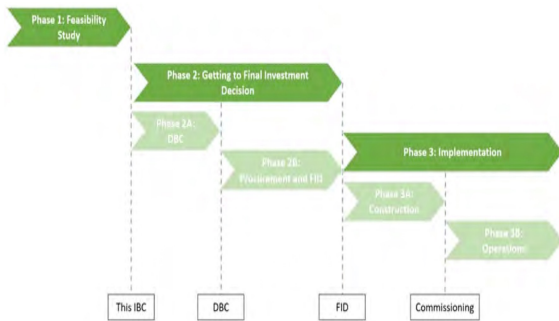 Phase 1: Feasibility
Study
Phase 2: Getting to Final Investment
Decision
Phase 2A:
DBC
Phase 2B:
Procurement and FID
Phase 3: Implementation
Phase 3A:
Construction
Phase 3B:
Operations
This IBC
DBC
FID
Commissioning